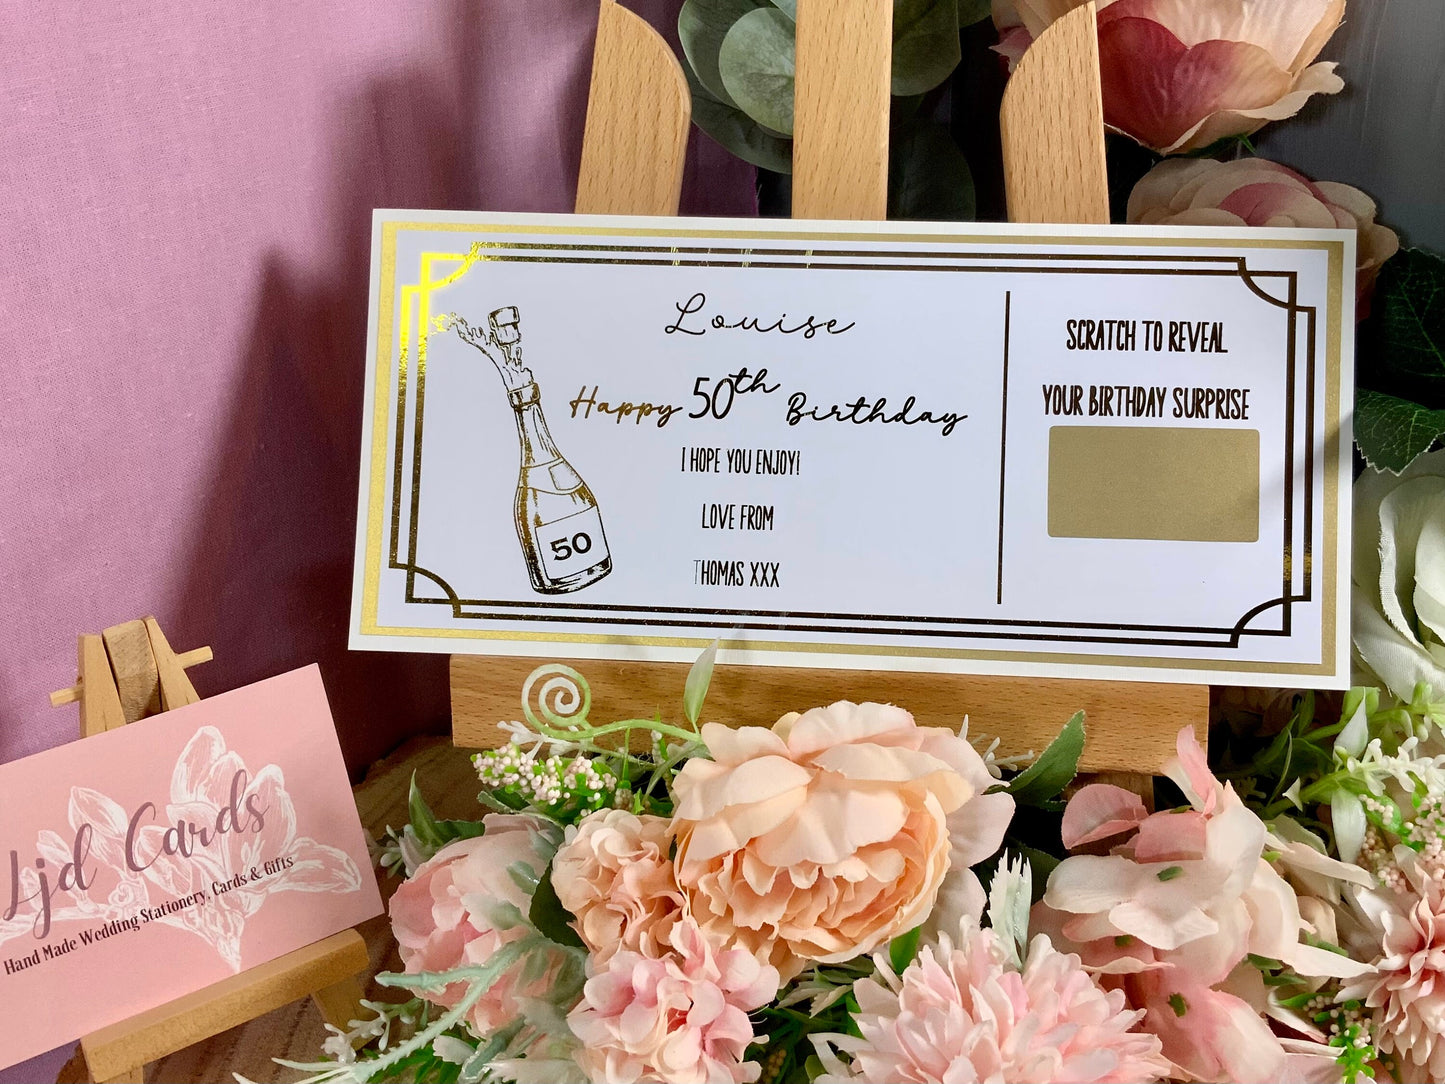 Louise
Happy 50th Birthday
I HOPE YOU ENJOY!
LOVE FROM
THOMAS XXX
50
SCRATCH TO REVEAL
YOUR BIRTHDAY SURPRISE
Ljd Cards
Hand Made Wedding Stationery, Cards & Gifts